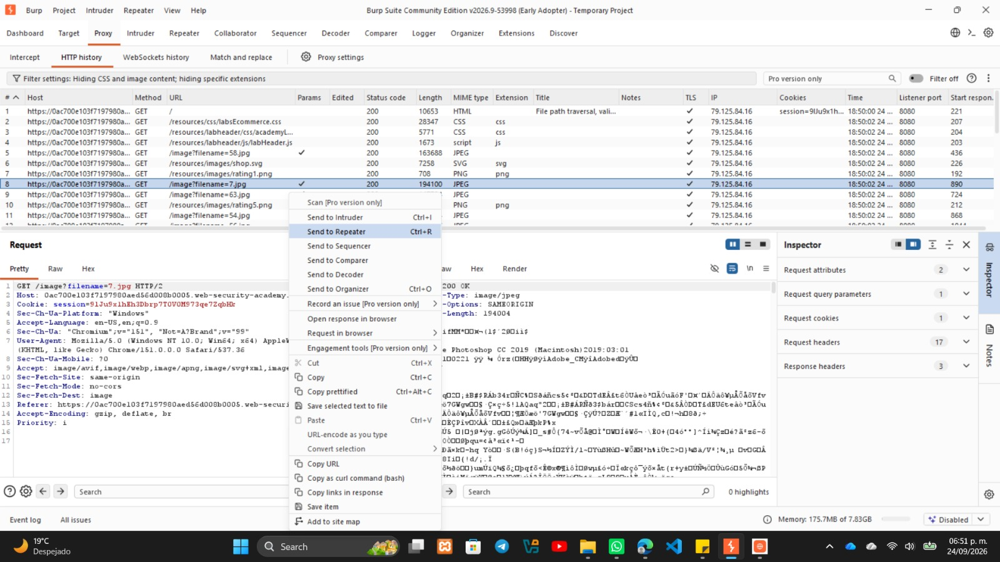 Burp Project Intruder Repeater View Help Burp Suite Community Edition v2026.9-53998 (Early Adopter) - Temporary Project
Dashboard Target Proxy Intruder Repeater Collaborator Sequencer Decoder Comparer Logger Organizer Extensions Discover
Intercept HTTP history WebSockets history Match and replace Proxy settings
Filter settings: Hiding CSS and image content; hiding specific extensions Pro version only Filter off
# Host Method URL Params Edited Status code Length MIME type Extension Title Notes TLS IP Cookies Time Listener port Start respon.
1 https://0ac700e103f7197980a... GET / 200 10653 HTML File path traversal, vali... 79.125.84.16 session=9lJu9x1h... 18:50:00 24 ... 8080 221
2 https://0ac700e103f7197980a... GET /resources/css/labsEcommerce.css 200 28347 CSS css 79.125.84.16 18:50:02 24 ... 8080 207
3 https://0ac700e103f7197980a... GET /resources/labheader/css/academyL... 200 5771 CSS css 79.125.84.16 18:50:02 24 ... 8080 204
4 https://0ac700e103f7197980a... GET /resources/labheader/js/labHeader.js 200 1673 script js 79.125.84.16 18:50:02 24 ... 8080 203
5 https://0ac700e103f7197980a... GET /image?filename=58.jpg 200 163688 JPEG 79.125.84.16 18:50:02 24 ... 8080 436
6 https://0ac700e103f7197980a... GET /resources/images/shop.svg 200 7258 SVG svg 79.125.84.16 18:50:02 24 ... 8080 226
7 https://0ac700e103f7197980a... GET /resources/images/rating1.png 200 708 PNG png 79.125.84.16 18:50:02 24 ... 8080 192
8 https://0ac700e103f7197980a... GET /image?filename=7.jpg 200 194100 JPEG 79.125.84.16 18:50:02 24 ... 8080 890
9 https://0ac700e103f7197980a... GET /image?filename=63.jpg JPEG 79.125.84.16 18:50:02 24 ... 8080 724
10 https://0ac700e103f7197980a... GET /resources/images/rating5.png PNG png 79.125.84.16 18:50:02 24 ... 8080 212
11 https://0ac700e103f7197980a... GET /image?filename=54.jpg JPEG 79.125.84.16 18:50:02 24 ... 8080 868
Scan [Pro version only]
Send to Intruder Ctrl+I
Send to Repeater Ctrl+R
Send to Sequencer
Send to Comparer
Send to Decoder
Send to Organizer Ctrl+O
Record an issue [Pro version only]
Open response in browser
Request in browser
Engagement tools [Pro version only]
Cut Ctrl+X
Copy Ctrl+C
Copy prettified Ctrl+Alt+C
Save selected text to file
Paste Ctrl+V
URL-encode as you type
Convert selection
Copy URL
Copy as curl command (bash)
Copy links in response
Save item
Add to site map
Request
Pretty Raw Hex
1 GET /image?filename=7.jpg HTTP/2
2 Host: 0ac700e103f7197980aed56d008b0005.web-security-academy.
3 Cookie: session=9lJu9x1hEh3Dbrp7T0V0M973qe7ZqbHk
4 Sec-Ch-Ua-Platform: "Windows"
5 Accept-Language: en-US,en;q=0.9
6 Sec-Ch-Ua: "Chromium";v="151", "Not=A?Brand";v="99"
7 User-Agent: Mozilla/5.0 (Windows NT 10.0; Win64; x64) AppleW
(KHTML, like Gecko) Chrome/151.0.0.0 Safari/537.36
8 Sec-Ch-Ua-Mobile: ?0
9 Accept: image/avif,image/webp,image/apng,image/svg+xml,image
10 Sec-Fetch-Site: same-origin
11 Sec-Fetch-Mode: no-cors
12 Sec-Fetch-Dest: image
13 Referer: https://0ac700e103f7197980aed56d008b0005.web-securi
14 Accept-Encoding: gzip, deflate, br
15 Priority: i
16
17
aw Hex Render \n
200 OK
-Type: image/jpeg
-Options: SAMEORIGIN
-Length: 194004
e Photoshop CC 2019 (Macintosh)2019:03:01
Inspector
Request attributes 2
Request query parameters 1
Request cookies 1
Request headers 17
Response headers 3
Inspector
Notes
Search Search 0 highlights
Event log All issues Memory: 175.7MB of 7.83GB Disabled
19°C
Despejado
Search
06:51 p. m.
24/09/2026